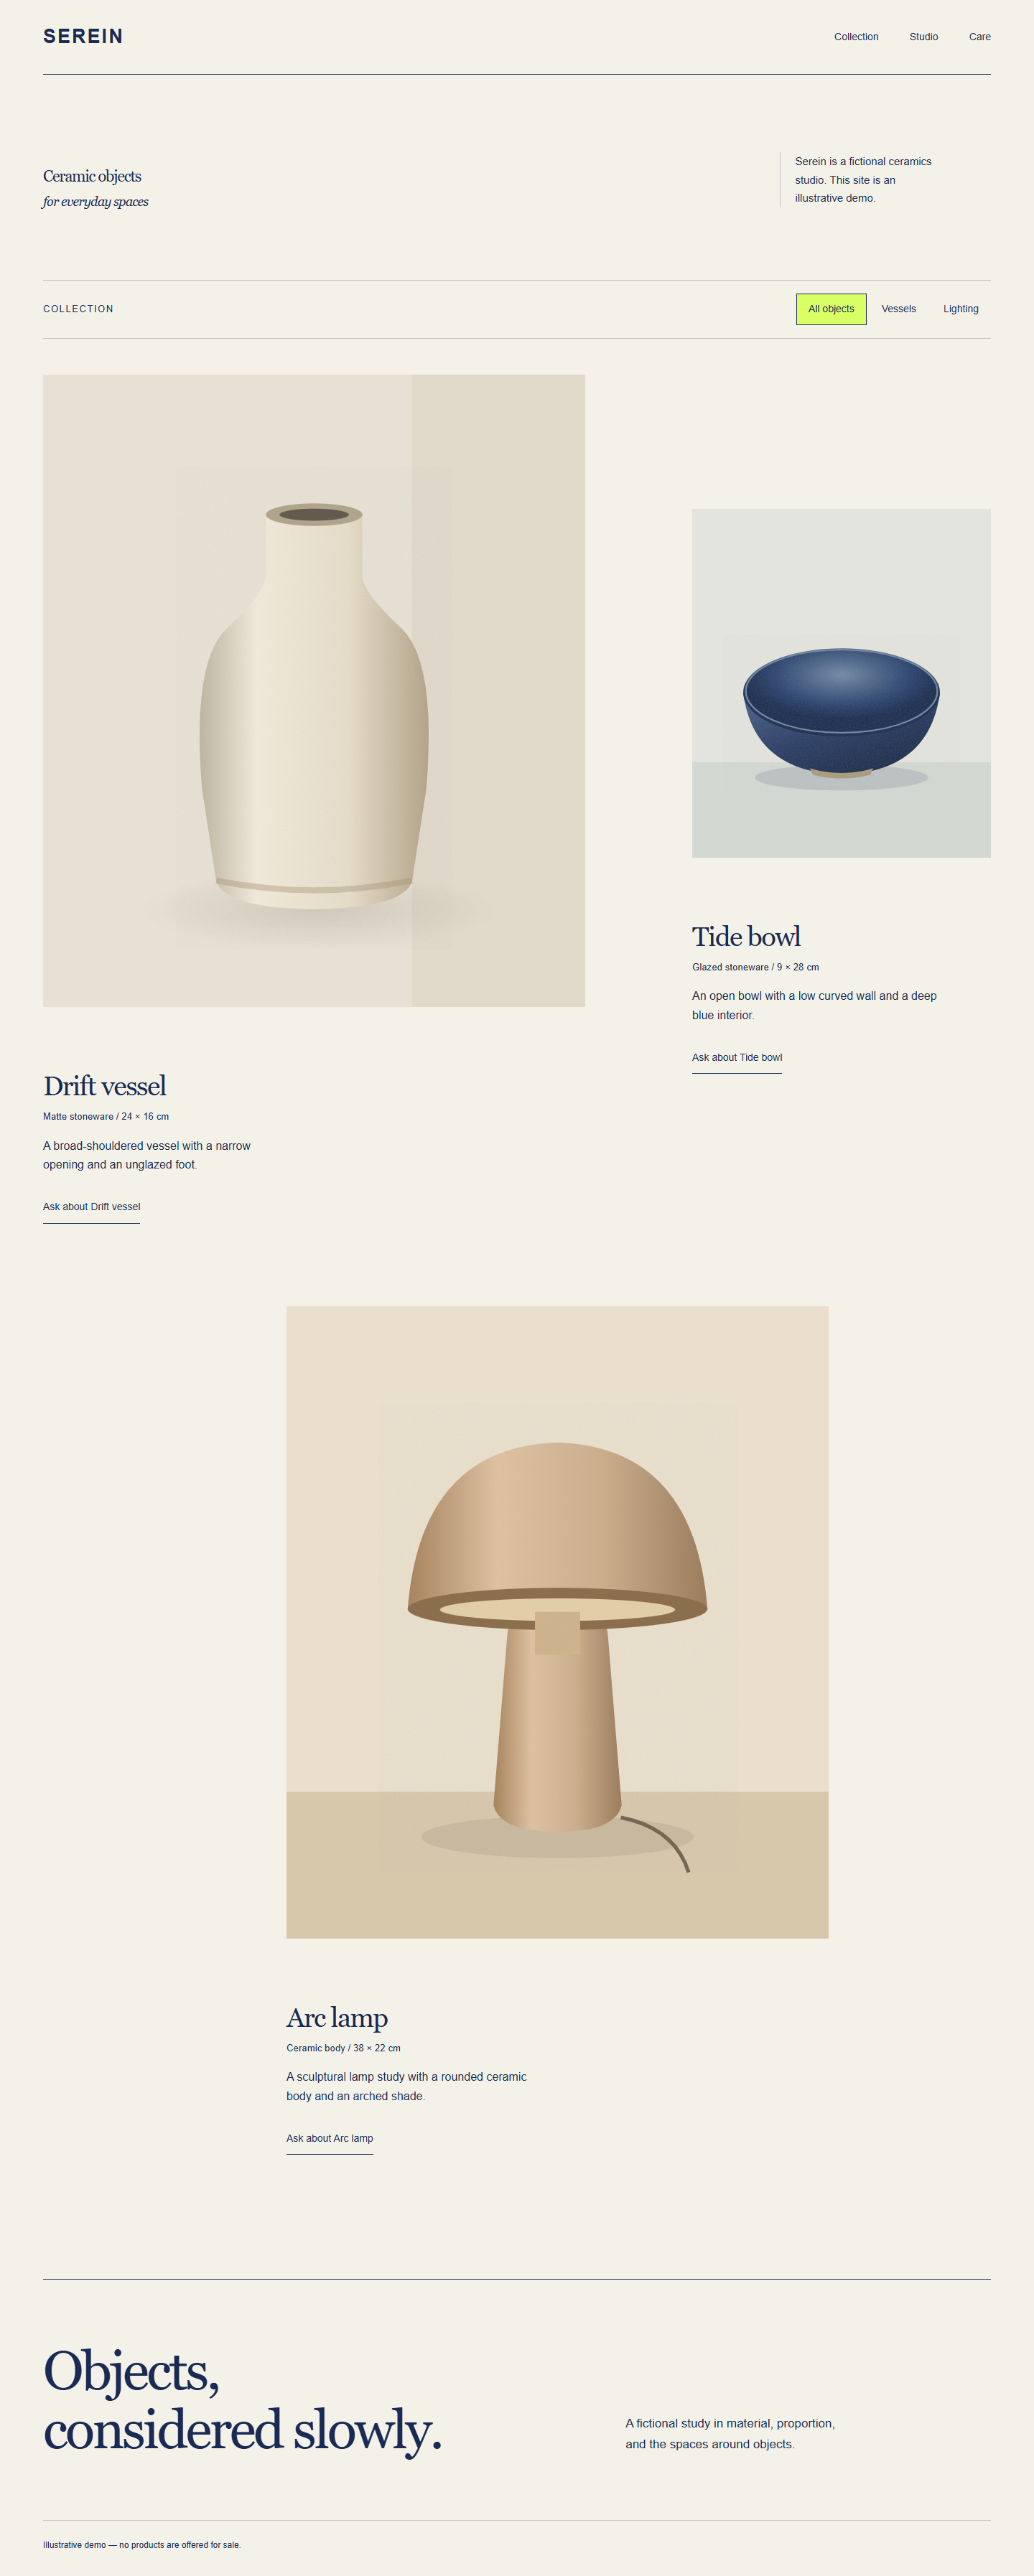 SEREIN
Collection Studio Care
Ceramic objects
for everyday spaces
Serein is a fictional ceramics
studio. This site is an
illustrative demo.
COLLECTION
All objects Vessels Lighting
Tide bowl
Glazed stoneware / 9 × 28 cm
An open bowl with a low curved wall and a deep
blue interior.
Ask about Tide bowl
Drift vessel
Matte stoneware / 24 × 16 cm
A broad-shouldered vessel with a narrow
opening and an unglazed foot.
Ask about Drift vessel
Arc lamp
Ceramic body / 38 × 22 cm
A sculptural lamp study with a rounded ceramic
body and an arched shade.
Ask about Arc lamp
Objects,
considered slowly.
A fictional study in material, proportion,
and the spaces around objects.
Illustrative demo — no products are offered for sale.